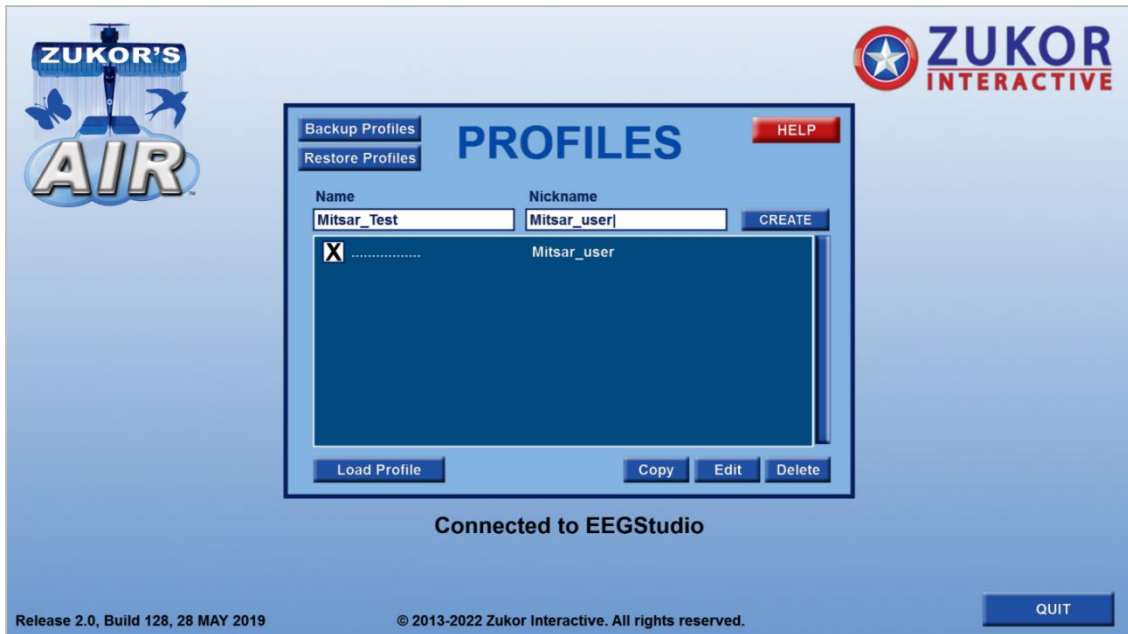 ZUKOR'S
AIR
™
ZUKOR
INTERACTIVE
Backup Profiles
Restore Profiles
PROFILES
HELP
Name
Nickname
Mitsar_Test
Mitsar_user
CREATE
X ................. Mitsar_user
Load Profile
Copy
Edit
Delete
Connected to EEGStudio
Release 2.0, Build 128, 28 MAY 2019
© 2013-2022 Zukor Interactive. All rights reserved.
QUIT